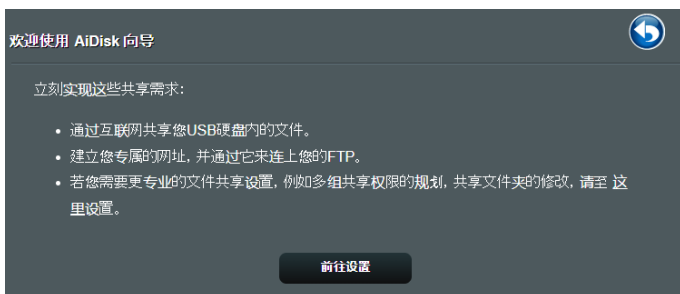 欢迎使用 AiDisk 向导
立刻实现这些共享需求:
• 通过互联网共享您USB硬盘内的文件。
• 建立您专属的网址, 并通过它来连上您的FTP。
• 若您需要更专业的文件共享设置, 例如多组共享权限的规划, 共享文件夹的修改, 请至 这
里设置。
前往设置